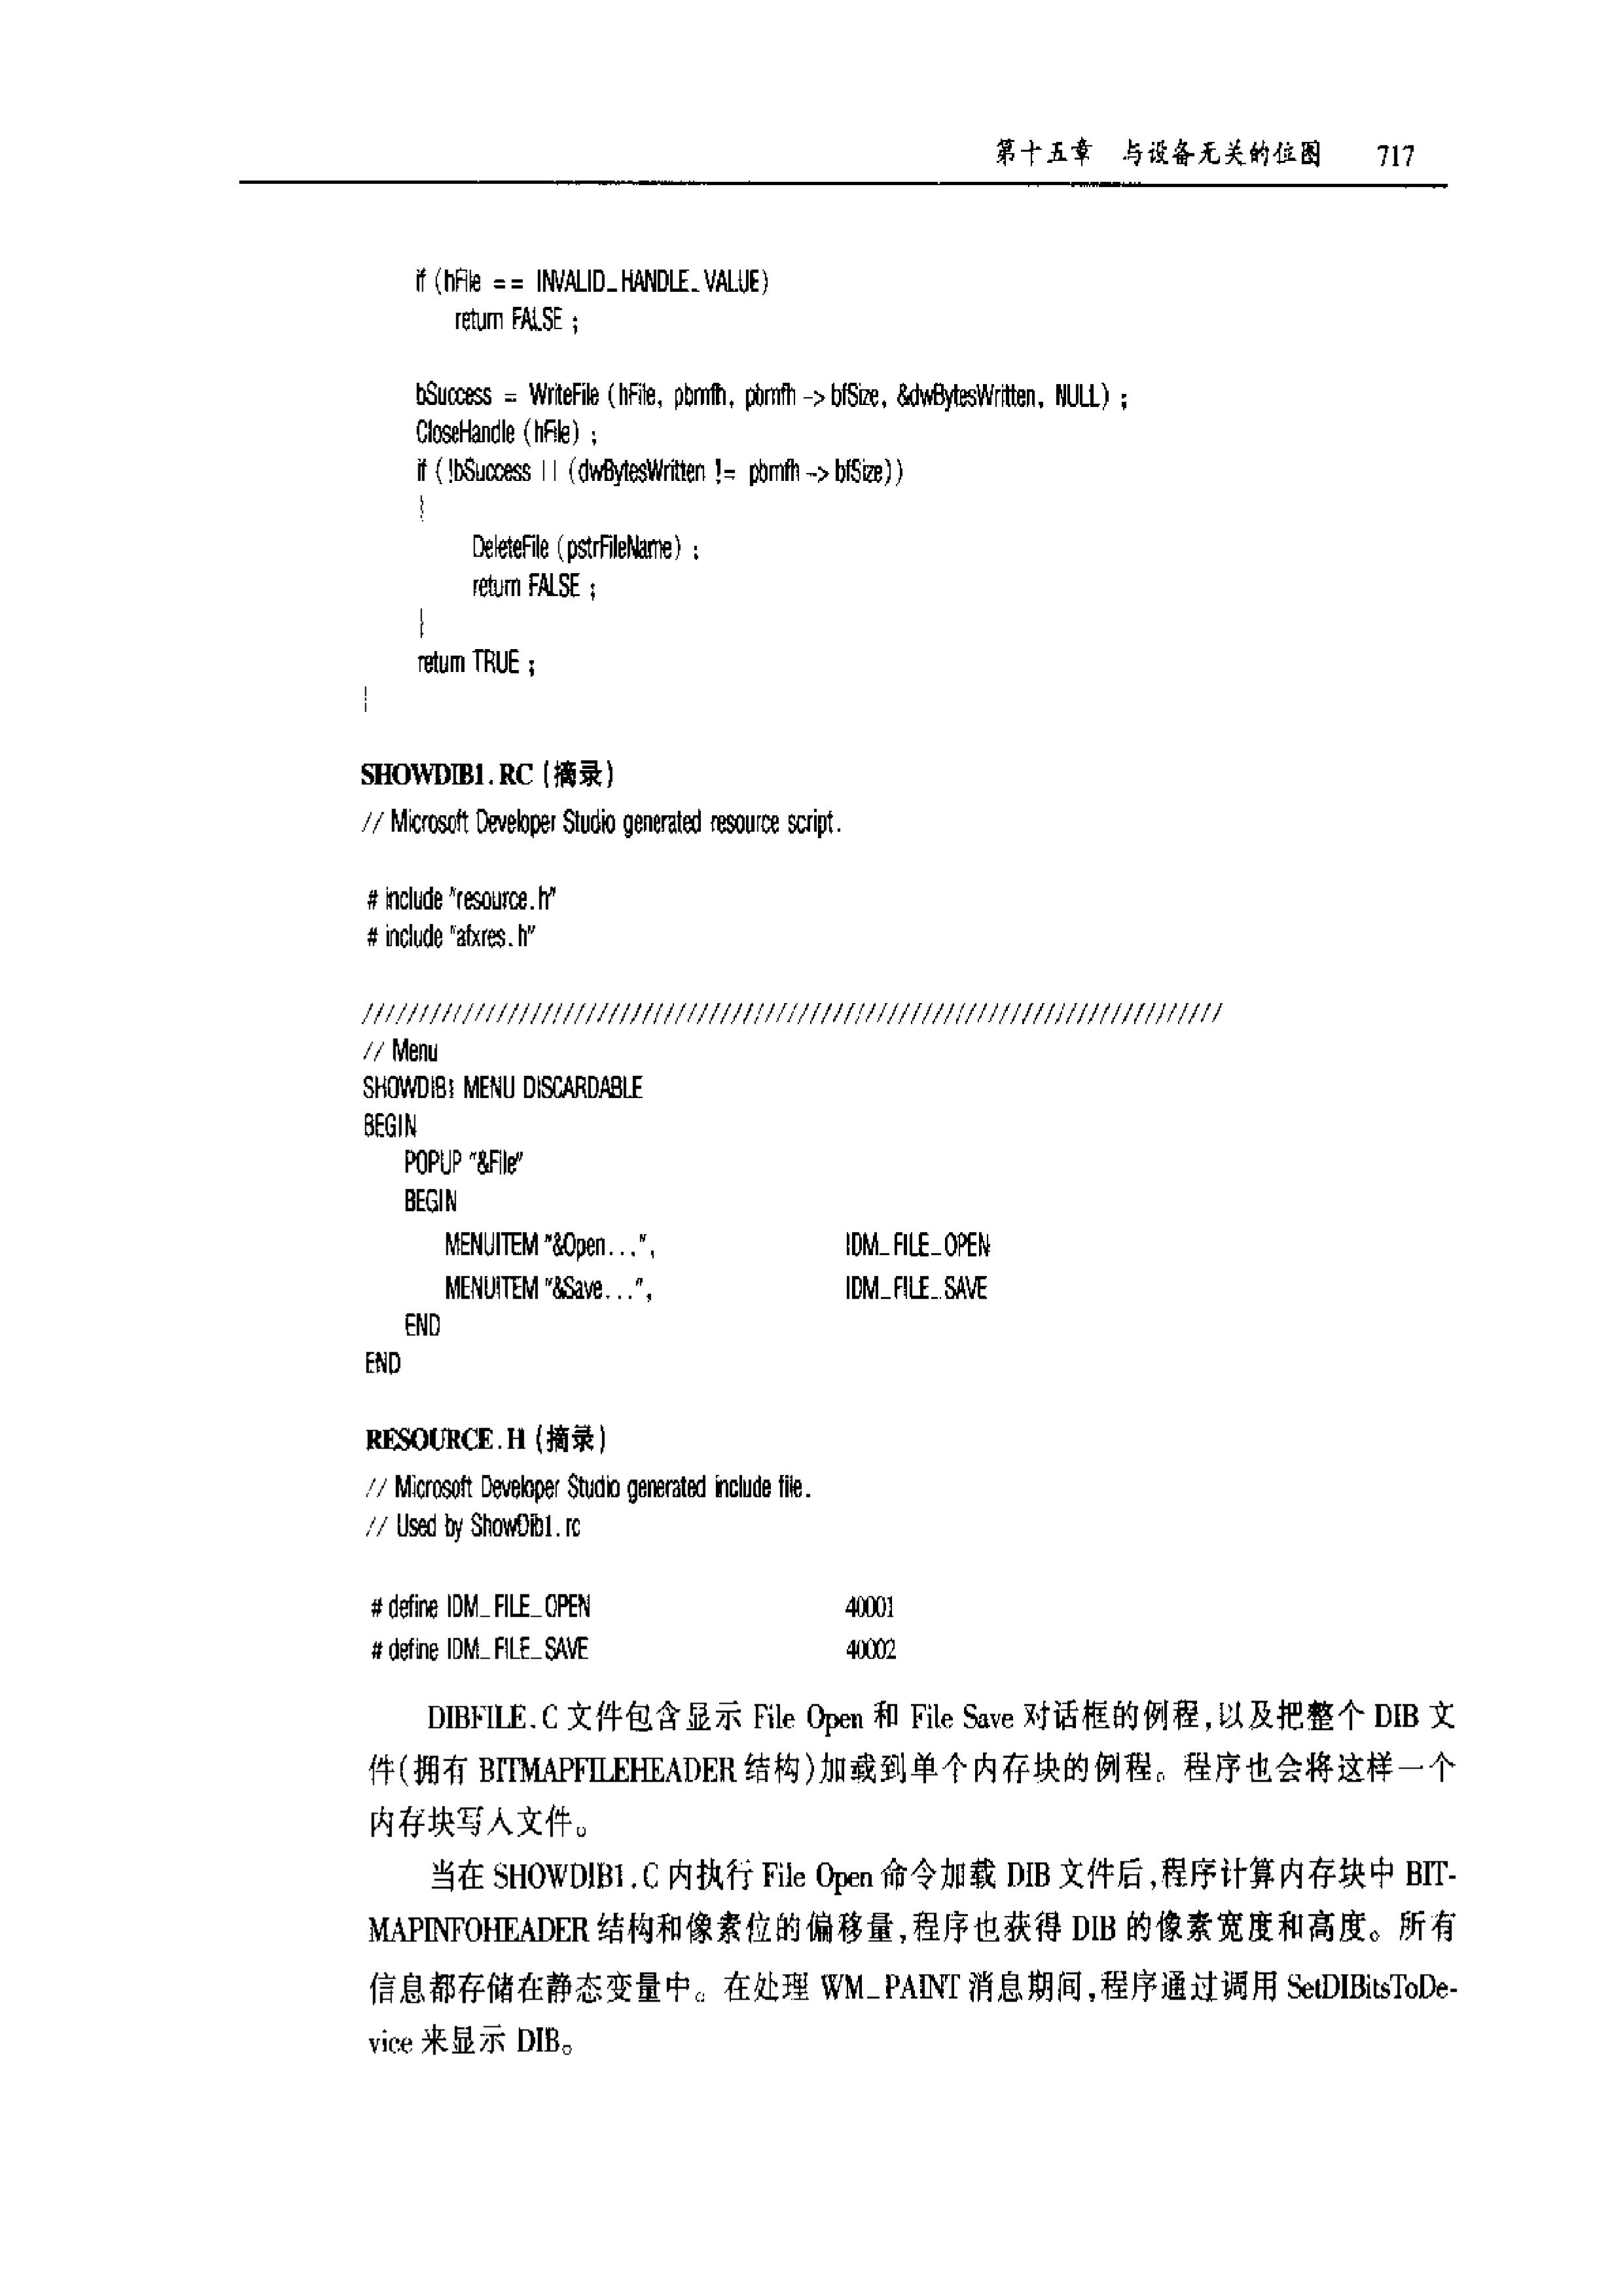 第十五章 与设备无关的位图 717
if (hFile == INVALID_HANDLE_VALUE)
return FALSE ;
bSuccess = WriteFile (hFile, pbmfh, pbmfh -> bfSize, &dwBytesWritten, NULL) ;
CloseHandle (hFile) ;
if ( !bSuccess || (dwBytesWritten != pbmfh -> bfSize))
{
DeleteFile (pstrFileName) ;
return FALSE ;
}
return TRUE ;
}
SHOWDIB1.RC (摘录)
// Microsoft Developer Studio generated resource script.
# include "resource.h"
# include "afxres.h"
/////////////////////////////////////////////////////////////////////////////
// Menu
SHOWDIB1 MENU DISCARDABLE
BEGIN
POPUP "&File"
BEGIN
MENUITEM "&Open...", IDM_FILE_OPEN
MENUITEM "&Save...", IDM_FILE_SAVE
END
END
RESOURCE.H (摘录)
// Microsoft Developer Studio generated include file.
// Used by ShowDib1.rc
# define IDM_FILE_OPEN 40001
# define IDM_FILE_SAVE 40002
DIBFILE.C 文件包含显示 File Open 和 File Save 对话框的例程,以及把整个 DIB 文
件(拥有 BITMAPFILEHEADER 结构)加载到单个内存块的例程。程序也会将这样一个
内存块写入文件。
当在 SHOWDIB1.C 内执行 File Open 命令加载 DIB 文件后,程序计算内存块中 BIT-
MAPINFOHEADER 结构和像素位的偏移量,程序也获得 DIB 的像素宽度和高度。所有
信息都存储在静态变量中。在处理 WM_PAINT 消息期间,程序通过调用 SetDIBitsToDe-
vice 来显示 DIB。